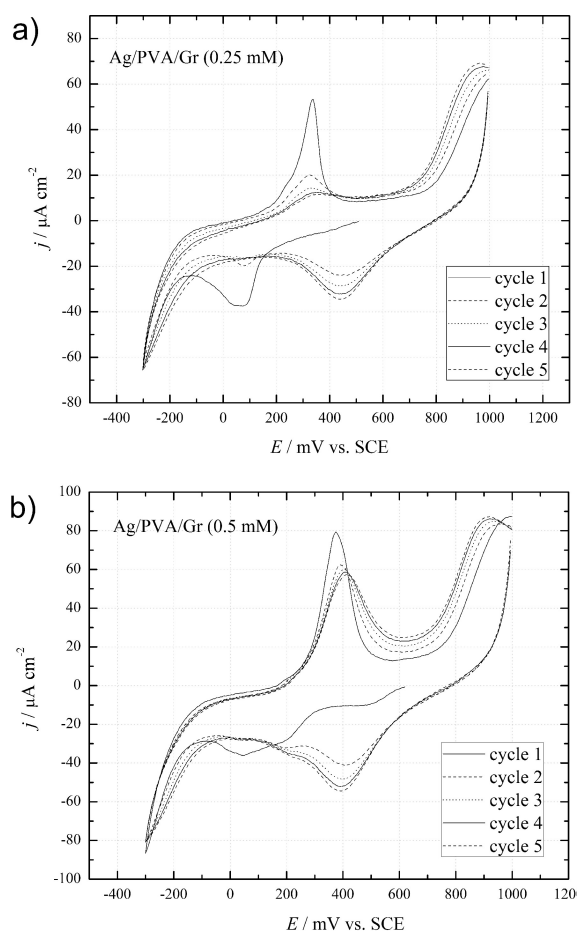 a)
Ag/PVA/Gr (0.25 mM)
80
60
40
20
0
-20
-40
-60
-80
j / μA cm-2
cycle 1
cycle 2
cycle 3
cycle 4
cycle 5
-400 -200 0 200 400 600 800 1000 1200
E / mV vs. SCE
b)
Ag/PVA/Gr (0.5 mM)
100
80
60
40
20
0
-20
-40
-60
-80
-100
j / μA cm-2
cycle 1
cycle 2
cycle 3
cycle 4
cycle 5
-400 -200 0 200 400 600 800 1000 120
E / mV vs. SCE